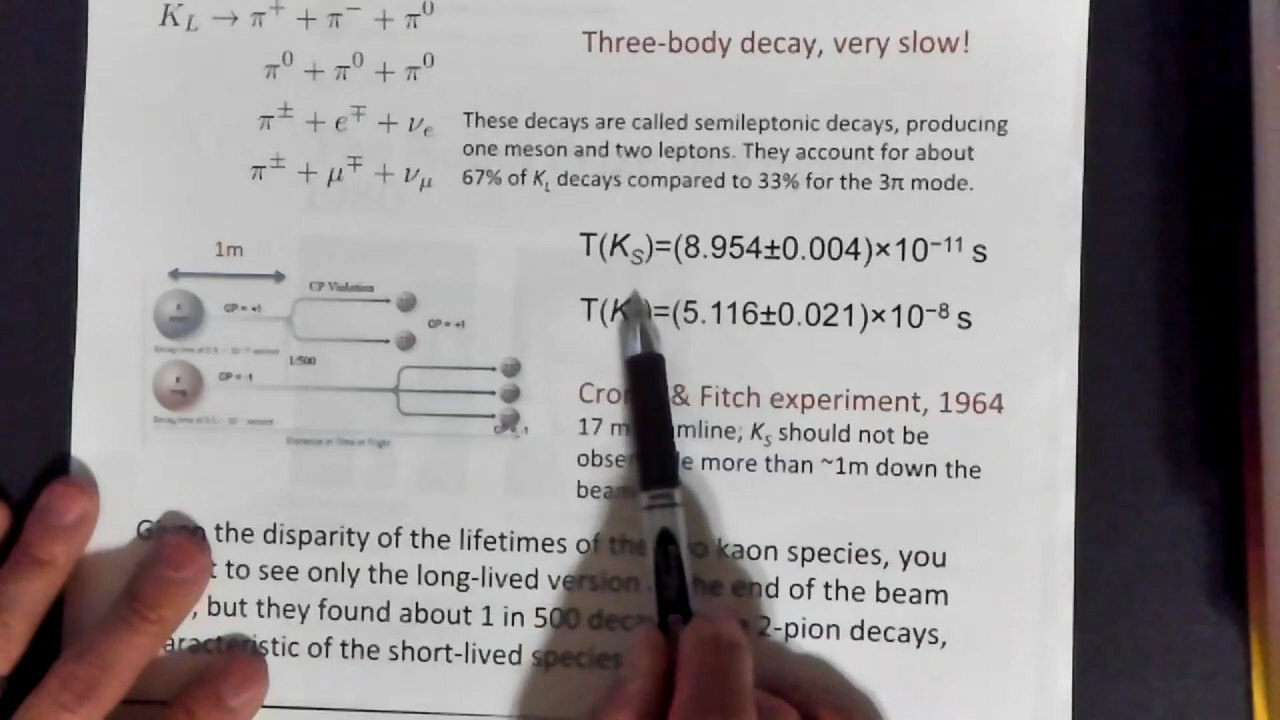 K_L → π⁺ + π⁻ + π⁰
Three-body decay, very slow!
π⁰ + π⁰ + π⁰
π^± + e^∓ + ν_e
These decays are called semileptonic decays, producing
one meson and two leptons. They account for about
π^± + μ^∓ + ν_μ
67% of K_L decays compared to 33% for the 3π mode.
1m
T(K_S)=(8.954±0.004)×10⁻¹¹ s
CP Violation
CP = +1
CP = +1
T(K )=(5.116±0.021)×10⁻⁸ s
1/500
CP = -1
& Fitch experiment, 1964
17 m K_S should not be
more than ~1m down the
the disparity of the lifetimes of the kaon species, you
to see only the long-lived version end of the beam
, but they found about 1 in 500 2-pion decays,
of the short-lived species